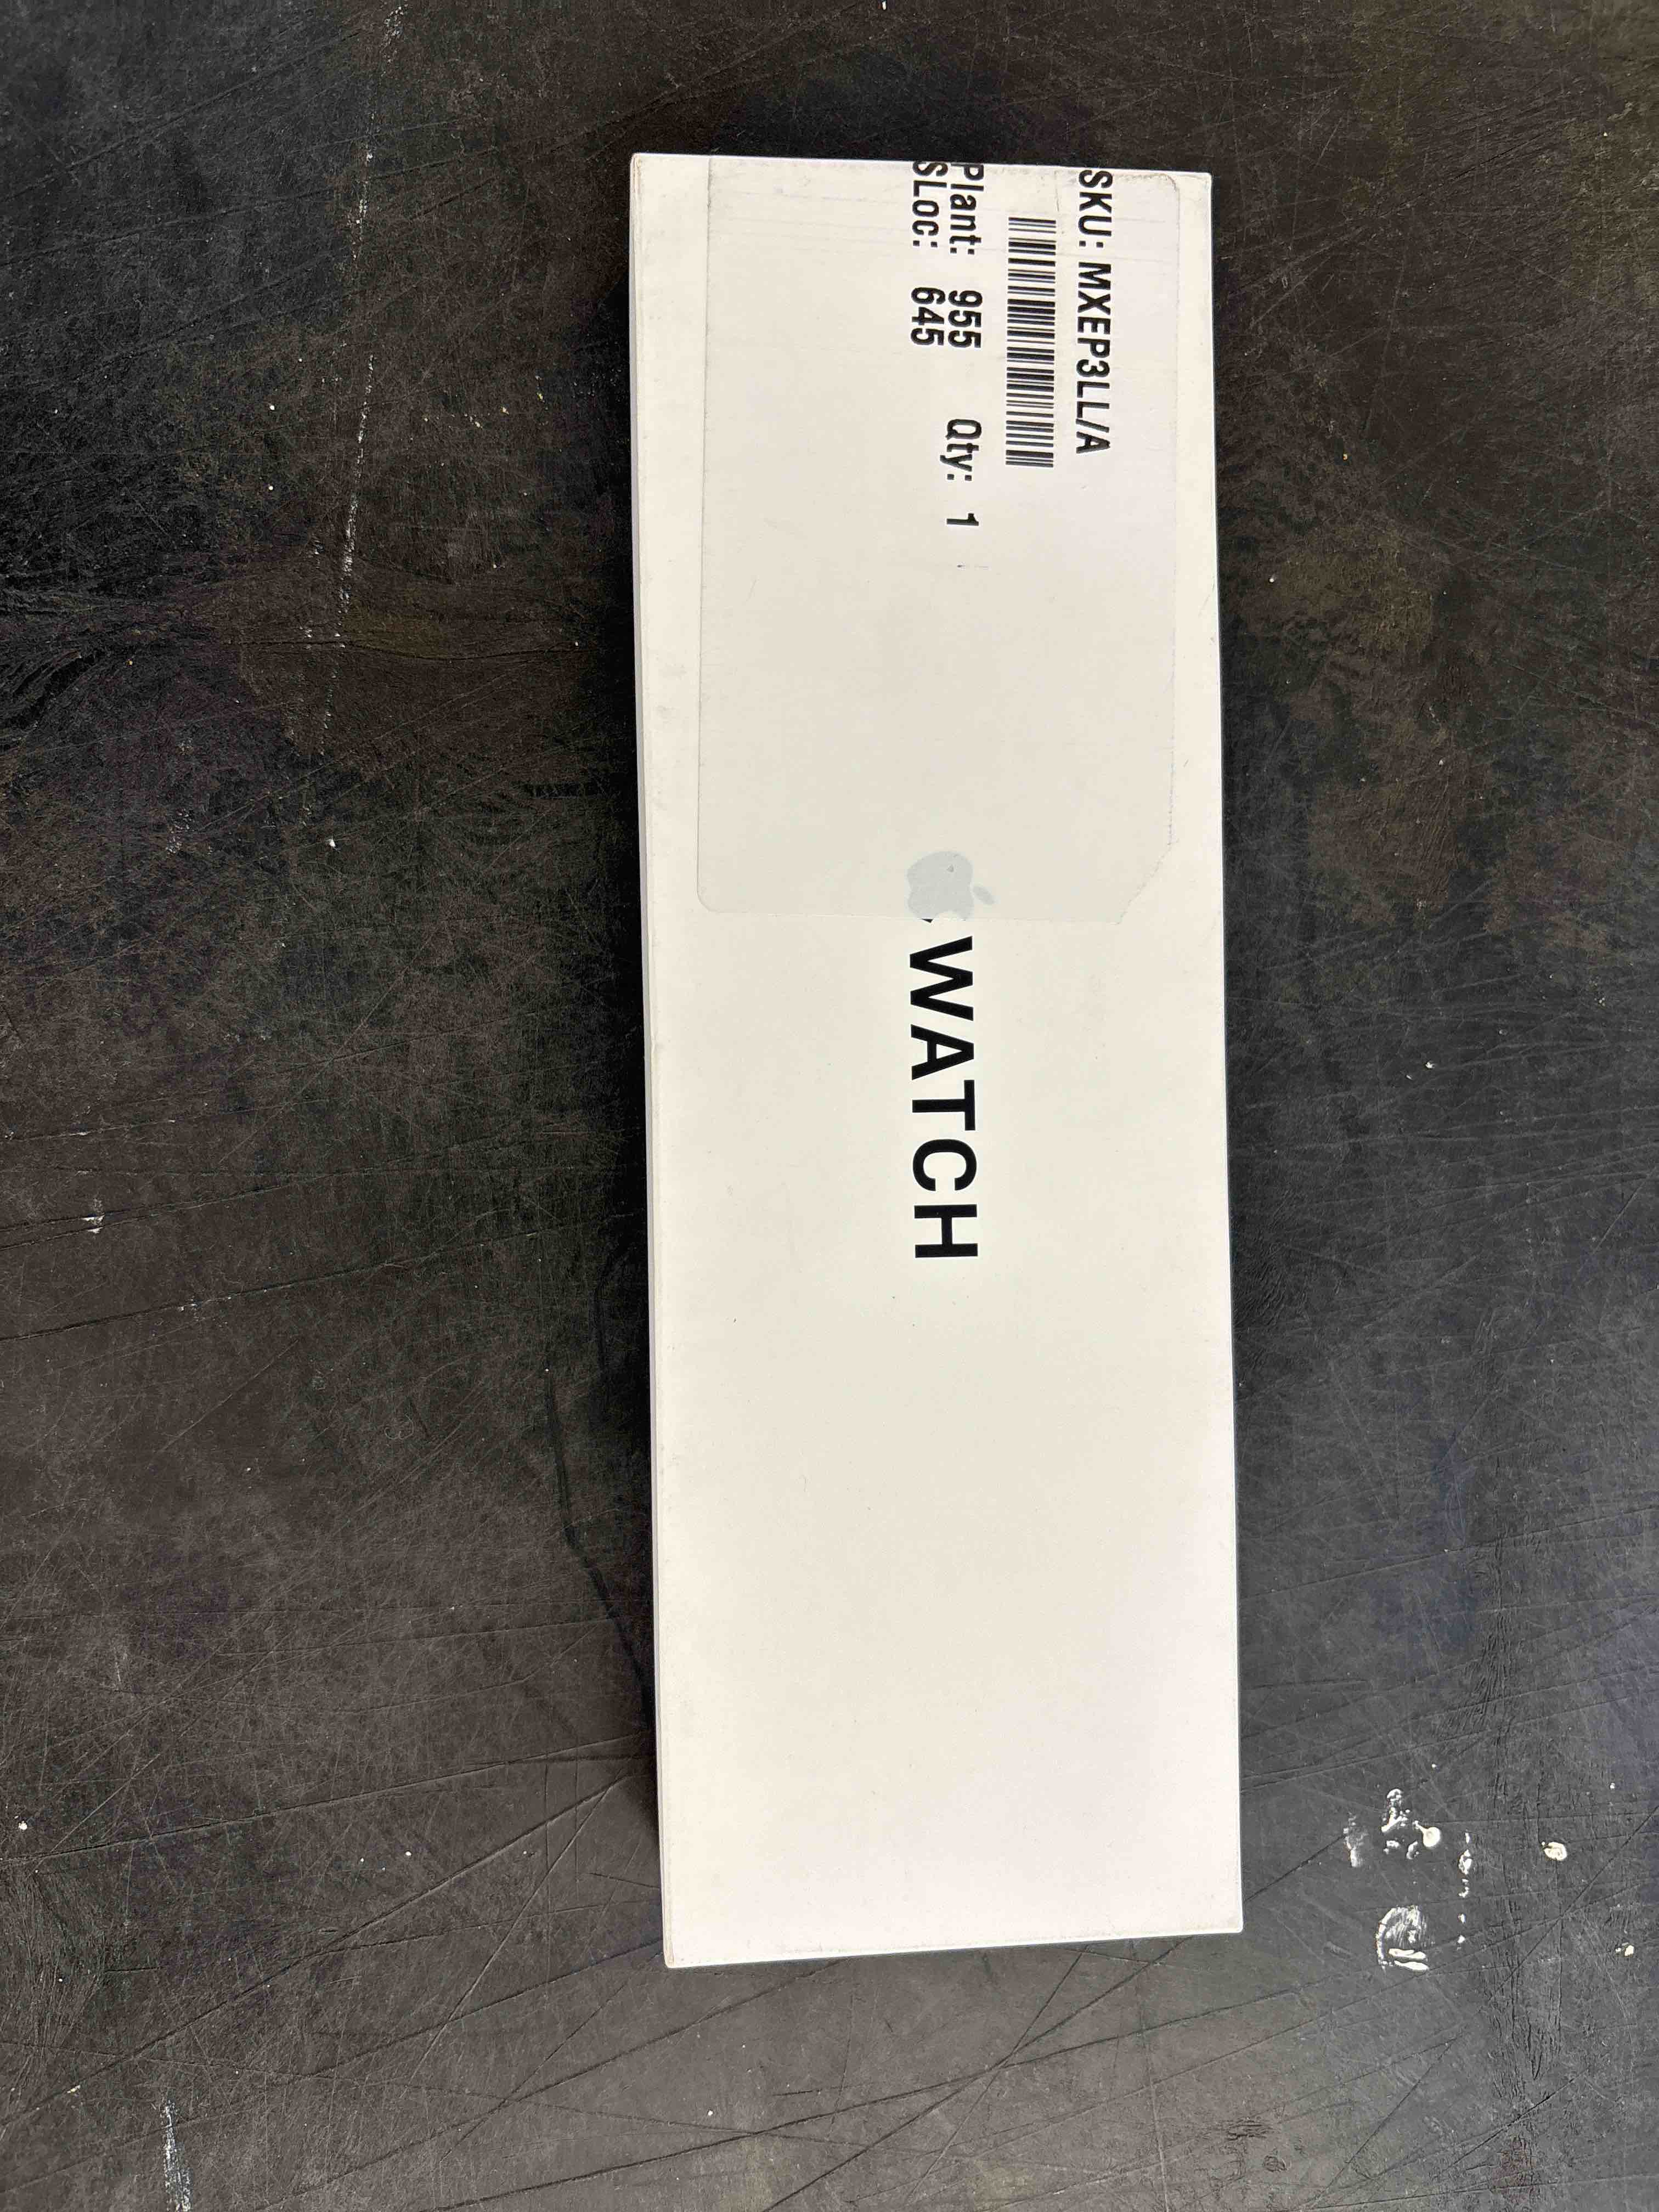 SKU: MXEP3LL/A
Plant: 955 Qty: 1
SLoc: 645
WATCH